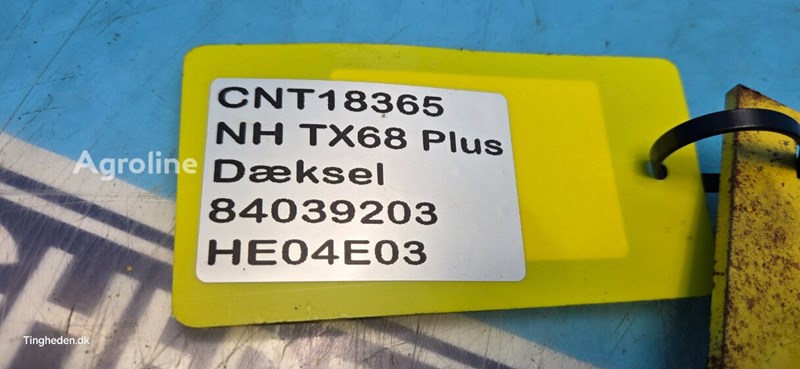 CNT18365
NH TX68 Plus
Dæksel
84039203
HE04E03
Agroline
Tingheden.dk